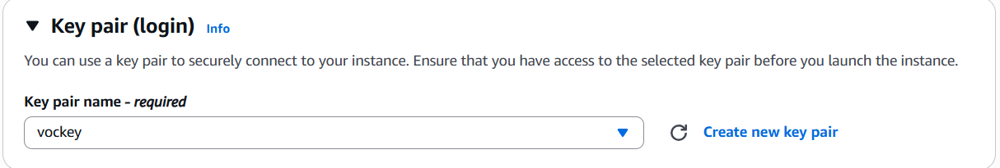 Key pair (login) Info
You can use a key pair to securely connect to your instance. Ensure that you have access to the selected key pair before you launch the instance.
Key pair name - required
vockey
Create new key pair